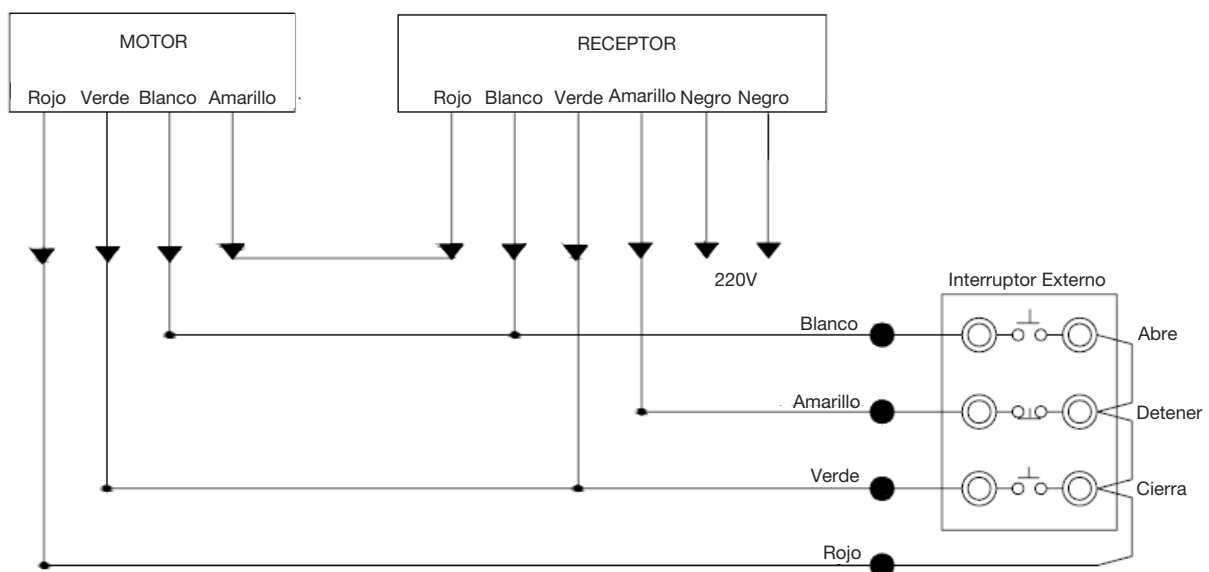 MOTOR
Rojo Verde Blanco Amarillo
RECEPTOR
Rojo Blanco Verde Amarillo Negro Negro
220V
Interruptor Externo
Blanco
Abre
Amarillo
Detener
Verde
Cierra
Rojo